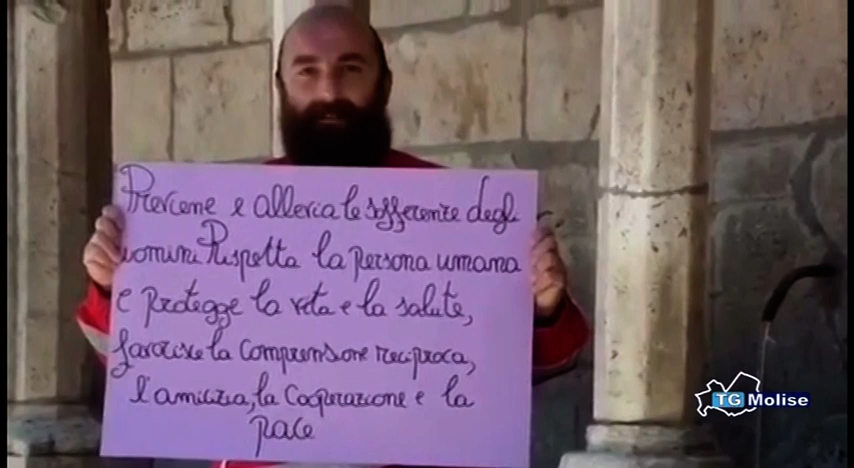 Previene e allevia le sofferenze degli
uomini Rispetta la persona umana
e protegge la vita e la salute,
favorisce la comprensione reciproca,
l'amicizia, la cooperazione e la
pace
TG Molise